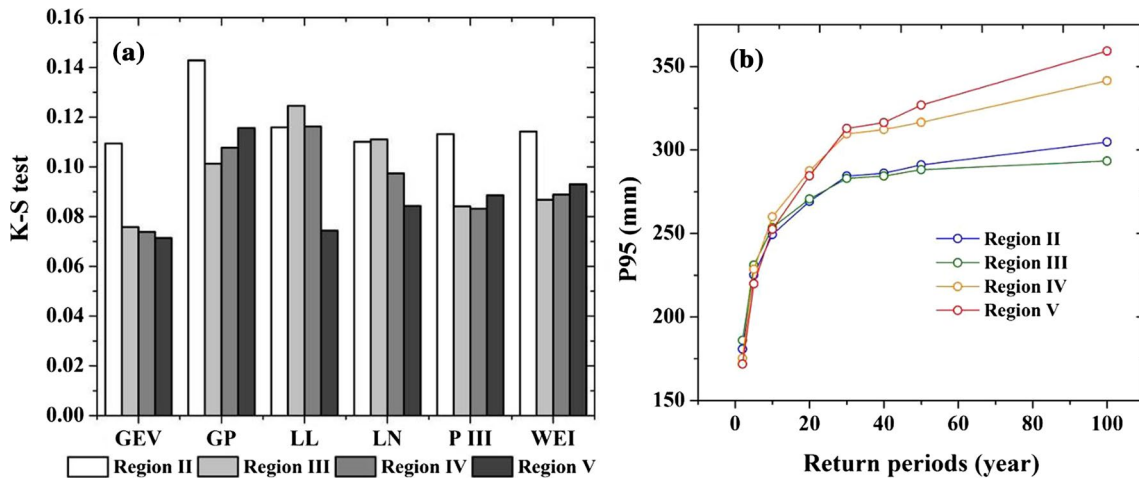 (a)
K-S test
0.16
0.14
0.12
0.10
0.08
0.06
0.04
0.02
0.00
GEV GP LL LN P III WEI
Region II Region III Region IV Region V
(b)
P95 (mm)
350
300
250
200
150
Region II
Region III
Region IV
Region V
0 20 40 60 80 100
Return periods (year)